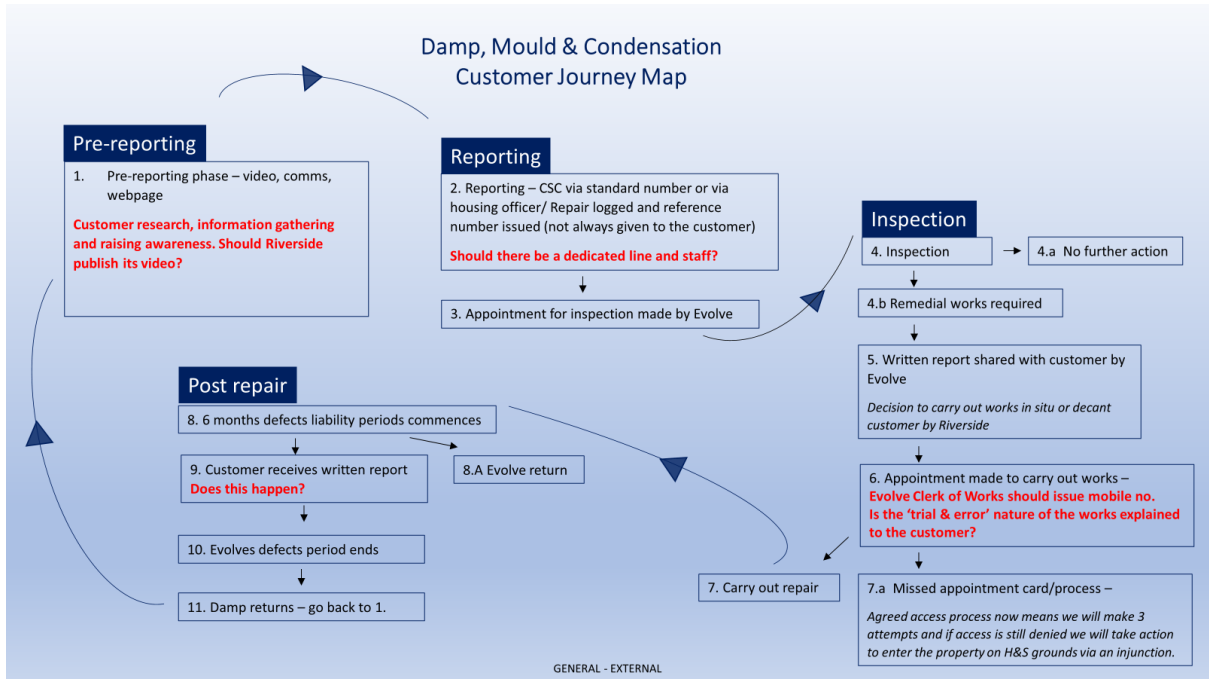 Damp, Mould & Condensation
Customer Journey Map
Pre-reporting
1. Pre-reporting phase – video, comms,
webpage
Customer research, information gathering
and raising awareness. Should Riverside
publish its video?
Reporting
2. Reporting – CSC via standard number or via
housing officer/ Repair logged and reference
number issued (not always given to the customer)
Should there be a dedicated line and staff?
3. Appointment for inspection made by Evolve
Inspection
4. Inspection
4.a No further action
4.b Remedial works required
5. Written report shared with customer by
Evolve
Decision to carry out works in situ or decant
customer by Riverside
6. Appointment made to carry out works –
Evolve Clerk of Works should issue mobile no.
Is the ‘trial & error’ nature of the works explained
to the customer?
7. Carry out repair
7.a Missed appointment card/process –
Agreed access process now means we will make 3
attempts and if access is still denied we will take action
to enter the property on H&S grounds via an injunction.
Post repair
8. 6 months defects liability periods commences
8.A Evolve return
9. Customer receives written report
Does this happen?
10. Evolves defects period ends
11. Damp returns – go back to 1.
GENERAL - EXTERNAL